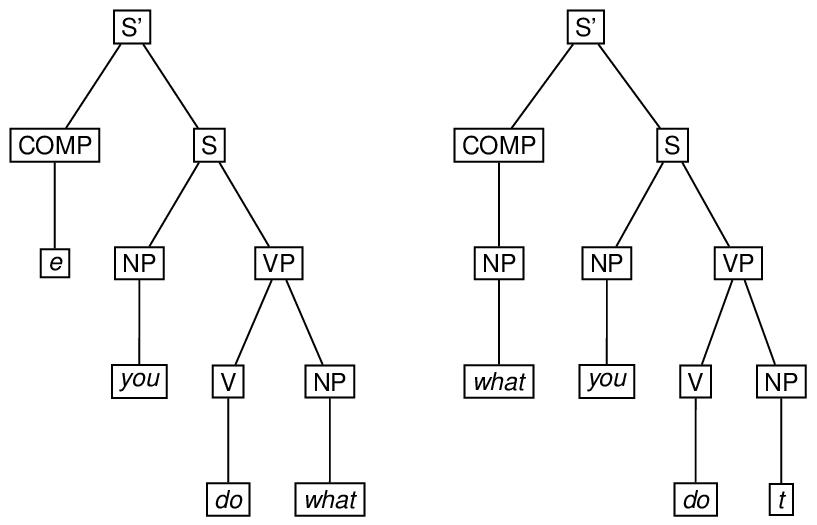 S' S'
COMP S COMP S
e NP VP NP NP VP
you V NP what you V NP
do what do t